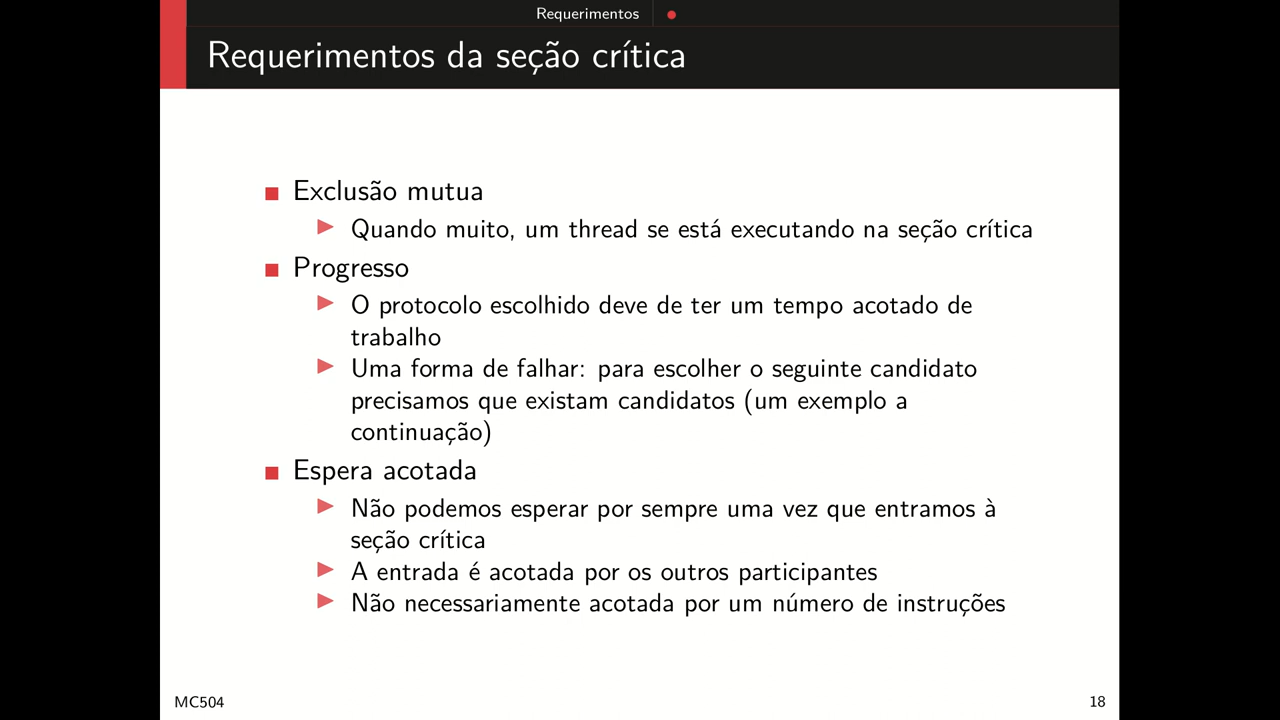 Requerimentos
Requerimentos da seção crítica
Exclusão mutua
Quando muito, um thread se está executando na seção crítica
Progresso
O protocolo escolhido deve de ter um tempo acotado de
trabalho
Uma forma de falhar: para escolher o seguinte candidato
precisamos que existam candidatos (um exemplo a
continuação)
Espera acotada
Não podemos esperar por sempre uma vez que entramos à
seção crítica
A entrada é acotada por os outros participantes
Não necessariamente acotada por um número de instruções
MC504
18